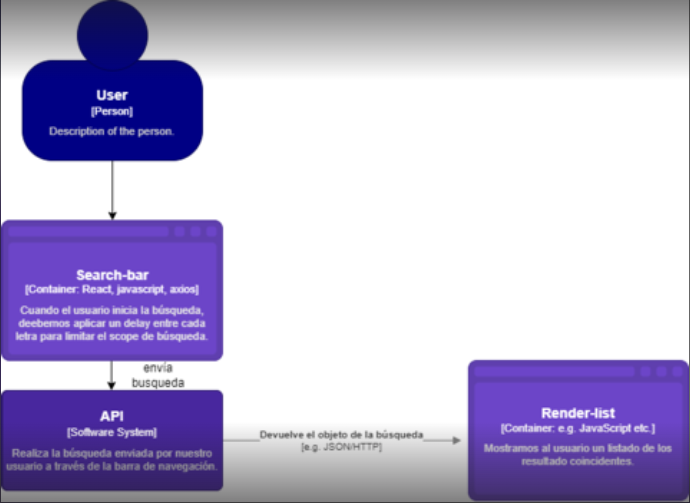 User
[Person]
Description of the person.
Search-bar
[Container: React, javascript, axios]
Cuando el usuario inicia la búsqueda,
deebemos aplicar un delay entre cada
letra para limitar el scope de búsqueda.
envía
busqueda
API
[Software System]
Realiza la búsqueda enviada por nuestro
usuario a través de la barra de navegación.
Devuelve el objeto de la búsqueda
[e.g. JSON/HTTP]
Render-list
[Container: e.g. JavaScript etc.]
Mostramos al usuario un listado de los
resultado coincidentes.